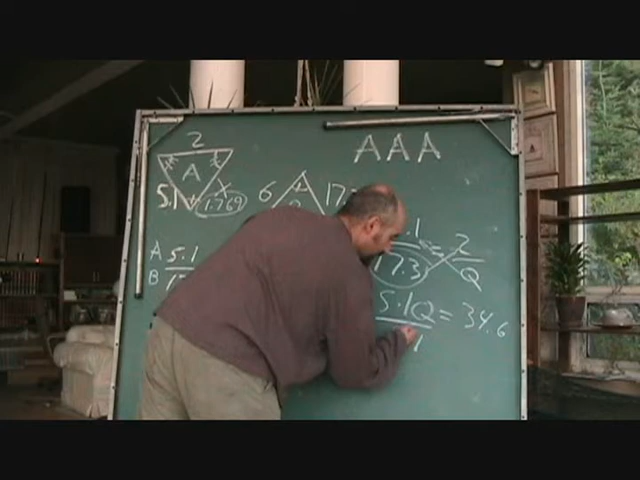 AAA
2
A
5.1
x
1.769
6
17
A 5.1
B
.1 2
17.3 Q
5.1Q = 34.6